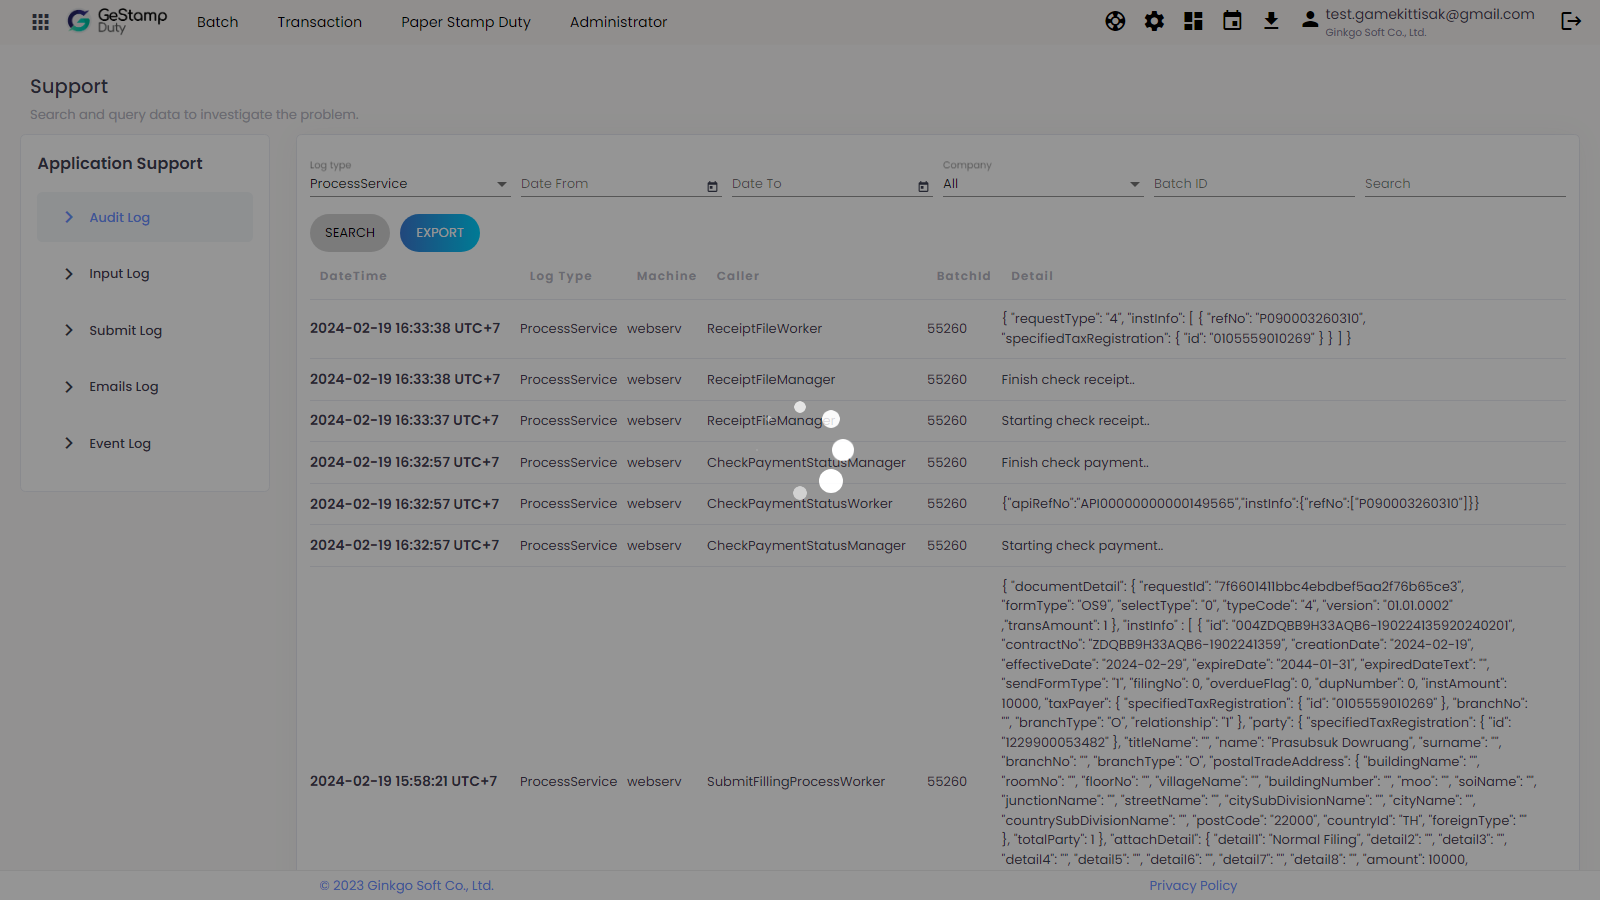 GeStamp
Duty
Batch
Transaction
Paper Stamp Duty
Administrator
test.gamekittisak@gmail.com
Ginkgo Soft Co., Ltd.
Support
Search and query data to investigate the problem.
Application Support
Audit Log
Input Log
Submit Log
Emails Log
Event Log
Log type
ProcessService
Date From
Date To
Company
All
Batch ID
Search
SEARCH
EXPORT
DateTime Log Type Machine Caller BatchId Detail
2024-02-19 16:33:38 UTC+7 ProcessService webserv ReceiptFileWorker 55260
{ "requestType": "4", "instInfo": [ { "refNo": "P090003260310",
"specifiedTaxRegistration": { "id": "0105559010269" } } ] }
2024-02-19 16:33:38 UTC+7 ProcessService webserv ReceiptFileManager 55260 Finish check receipt..
2024-02-19 16:33:37 UTC+7 ProcessService webserv ReceiptFileManager 55260 Starting check receipt..
2024-02-19 16:32:57 UTC+7 ProcessService webserv CheckPaymentStatusManager 55260 Finish check payment..
2024-02-19 16:32:57 UTC+7 ProcessService webserv CheckPaymentStatusWorker 55260 {"apiRefNo":"API00000000000149565","instInfo":{"refNo":["P090003260310"]}}
2024-02-19 16:32:57 UTC+7 ProcessService webserv CheckPaymentStatusManager 55260 Starting check payment..
2024-02-19 15:58:21 UTC+7 ProcessService webserv SubmitFillingProcessWorker 55260
{ "documentDetail": { "requestId": "7f6601411bbc4ebdbef5aa2f76b65ce3",
"formType": "OS9", "selectType": "0", "typeCode": "4", "version": "01.01.0002"
,"transAmount": 1 }, "instInfo" : [ { "id": "004ZDQBB9H33AQB6-190224135920240201",
"contractNo": "ZDQBB9H33AQB6-1902241359", "creationDate": "2024-02-19",
"effectiveDate": "2024-02-29", "expireDate": "2044-01-31", "expiredDateText": "",
"sendFormType": "1", "filingNo": 0, "overdueFlag": 0, "dupNumber": 0, "instAmount":
10000, "taxPayer": { "specifiedTaxRegistration": { "id": "0105559010269" }, "branchNo":
"", "branchType": "O", "relationship": "1" }, "party": { "specifiedTaxRegistration": { "id":
"1229900053482" }, "titleName": "", "name": "Prasubsuk Dowruang", "surname": "",
"branchNo": "", "branchType": "O", "postalTradeAddress": { "buildingName": "",
"roomNo": "", "floorNo": "", "villageName": "", "buildingNumber": "", "moo": "", "soiName": "",
"junctionName": "", "streetName": "", "citySubDivisionName": "", "cityName": "",
"countrySubDivisionName": "", "postCode": "22000", "countryId": "TH", "foreignType": ""
}, "totalParty": 1 }, "attachDetail": { "detail1": "Normal Filing", "detail2": "", "detail3": "",
"detail4": "", "detail5": "", "detail6": "", "detail7": "", "detail8": "", "amount": 10000,
© 2023 Ginkgo Soft Co., Ltd.
Privacy Policy